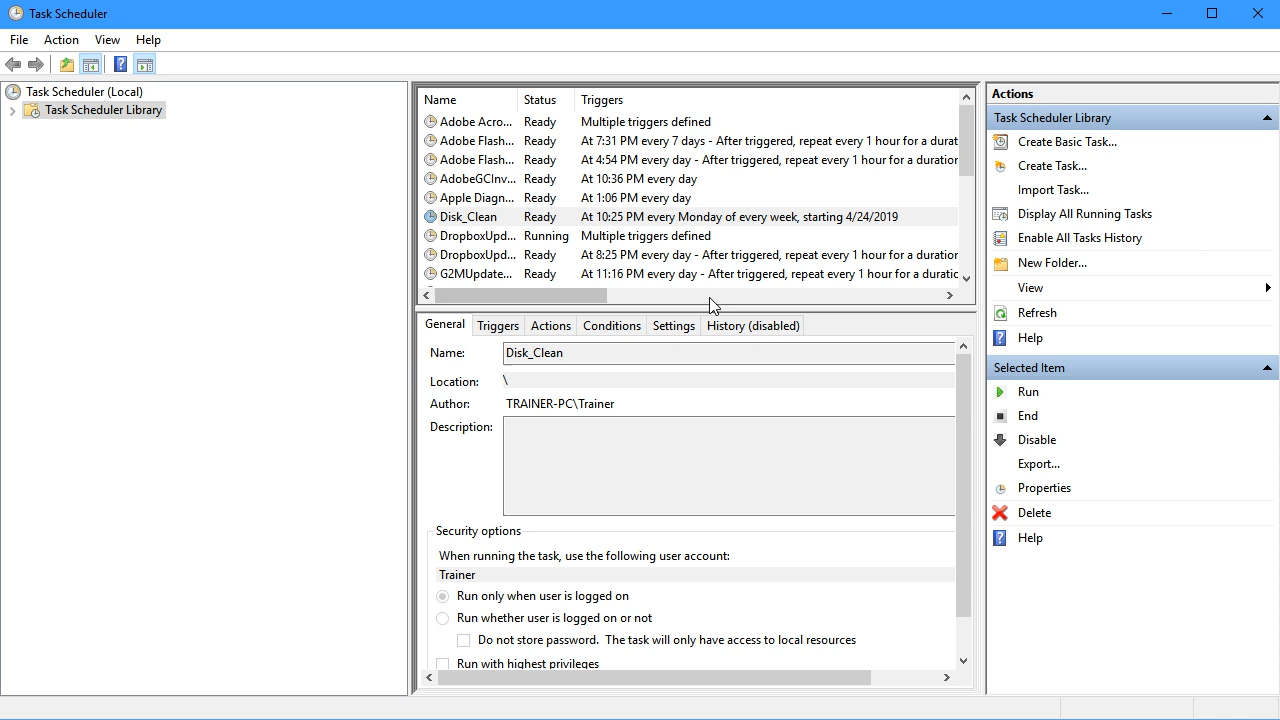 Task Scheduler
File Action View Help
Task Scheduler (Local)
Task Scheduler Library
Name Status Triggers
Adobe Acro... Ready Multiple triggers defined
Adobe Flash... Ready At 7:31 PM every 7 days - After triggered, repeat every 1 hour for a durat
Adobe Flash... Ready At 4:54 PM every day - After triggered, repeat every 1 hour for a duration
AdobeGCInv... Ready At 10:36 PM every day
Apple Diagn... Ready At 1:06 PM every day
Disk_Clean Ready At 10:25 PM every Monday of every week, starting 4/24/2019
DropboxUpd... Running Multiple triggers defined
DropboxUpd... Ready At 8:25 PM every day - After triggered, repeat every 1 hour for a duration
G2MUpdate... Ready At 11:16 PM every day - After triggered, repeat every 1 hour for a duratic
General Triggers Actions Conditions Settings History (disabled)
Name: Disk_Clean
Location: \
Author: TRAINER-PC\Trainer
Description:
Security options
When running the task, use the following user account:
Trainer
Run only when user is logged on
Run whether user is logged on or not
Do not store password. The task will only have access to local resources
Run with highest privileges
Actions
Task Scheduler Library
Create Basic Task...
Create Task...
Import Task...
Display All Running Tasks
Enable All Tasks History
New Folder...
View
Refresh
Help
Selected Item
Run
End
Disable
Export...
Properties
Delete
Help